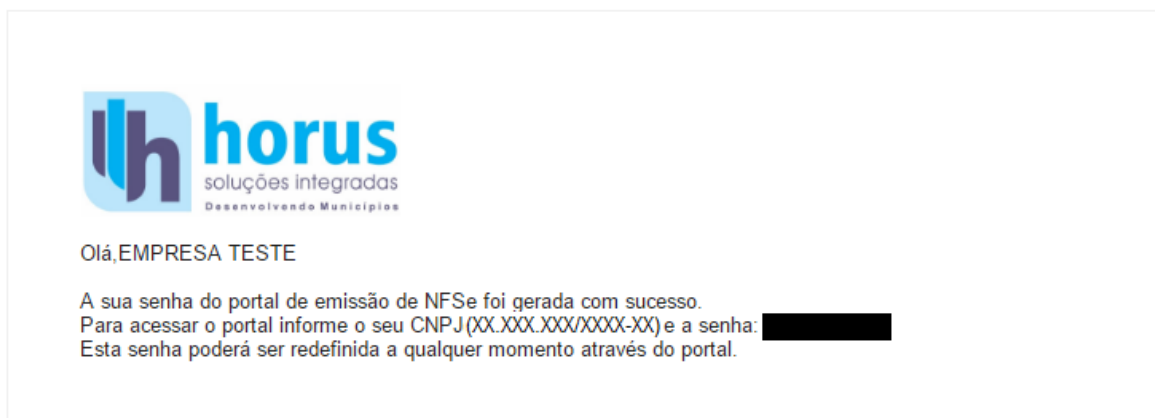 horus
soluções integradas
Desenvolvendo Municípios
Olá,EMPRESA TESTE
A sua senha do portal de emissão de NFSe foi gerada com sucesso.
Para acessar o portal informe o seu CNPJ(XX.XXX.XXX/XXXX-XX) e a senha:
Esta senha poderá ser redefinida a qualquer momento através do portal.